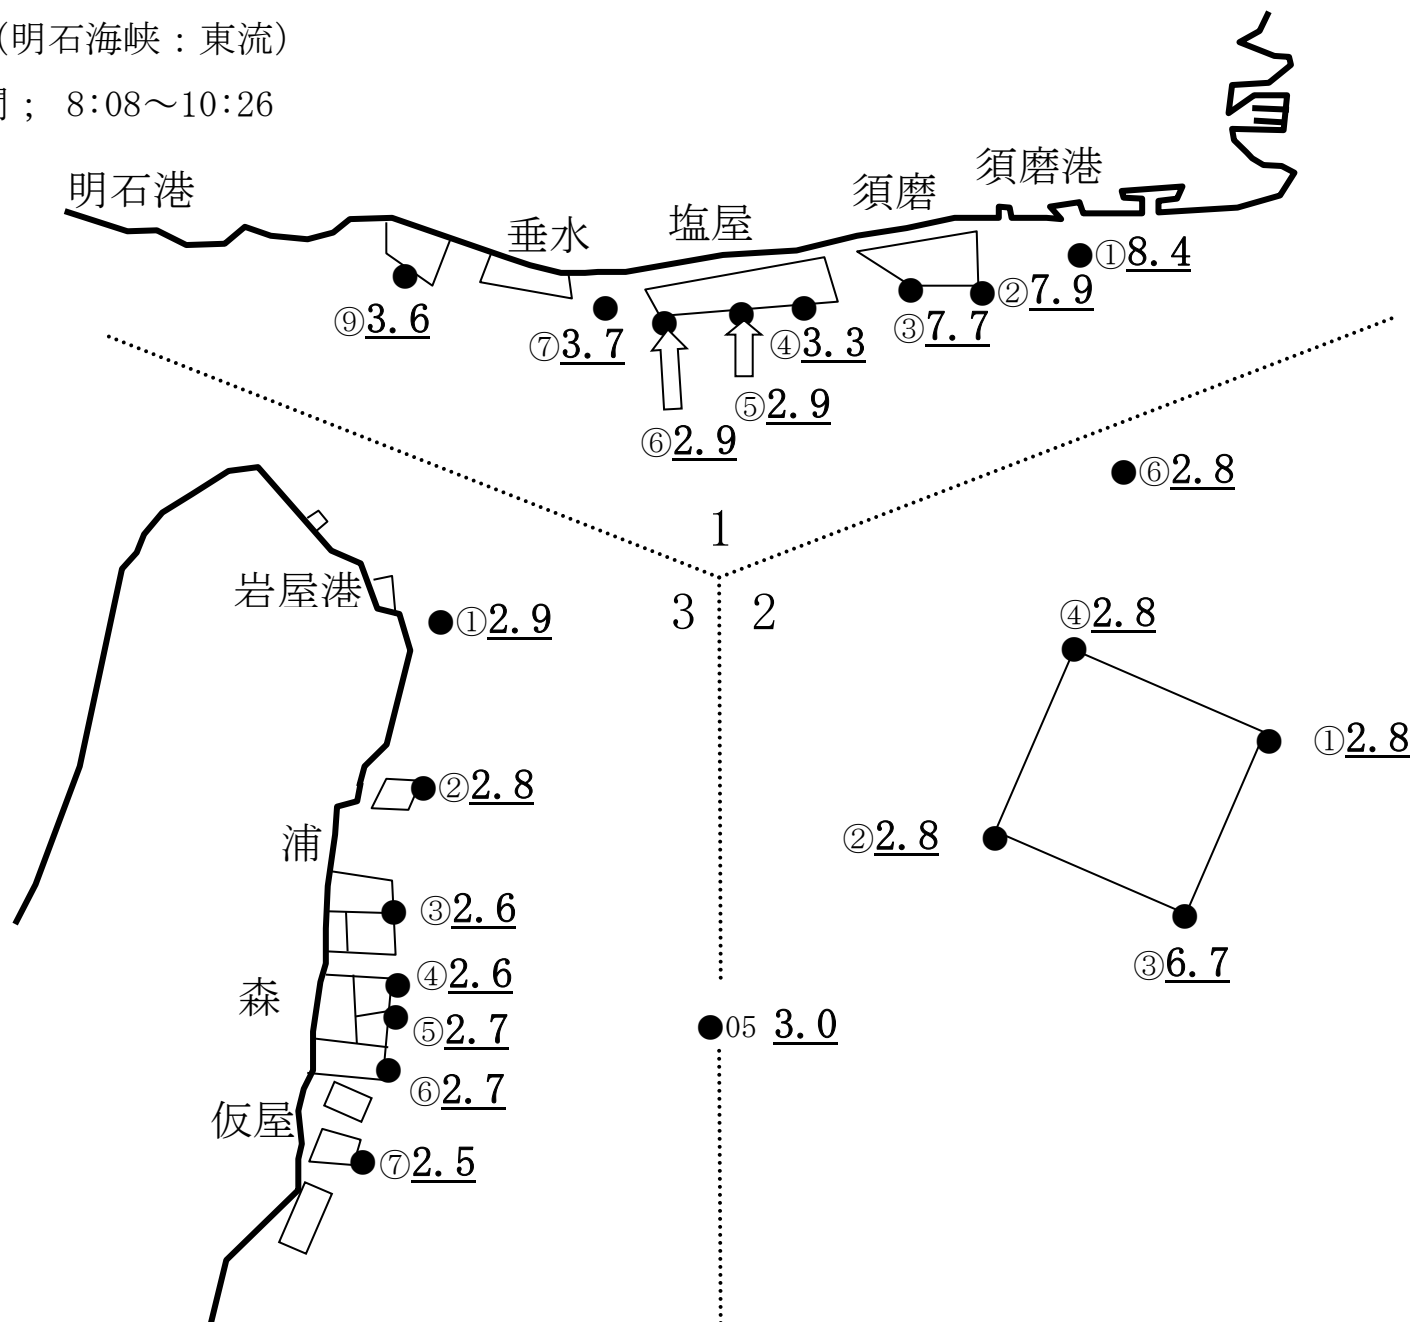 (明石海峡：東流)
； 8:08～10:26
須磨港
明石港
須磨
塩屋
垂水
①8.4
②7.9
③7.7
④3.3
⑤2.9
⑥2.9
⑦3.7
⑨3.6
1
3 2
⑥2.8
④2.8
①2.8
②2.8
③6.7
岩屋港
①2.9
②2.8
浦
③2.6
④2.6
森
⑤2.7
05 3.0
⑥2.7
仮屋
⑦2.5